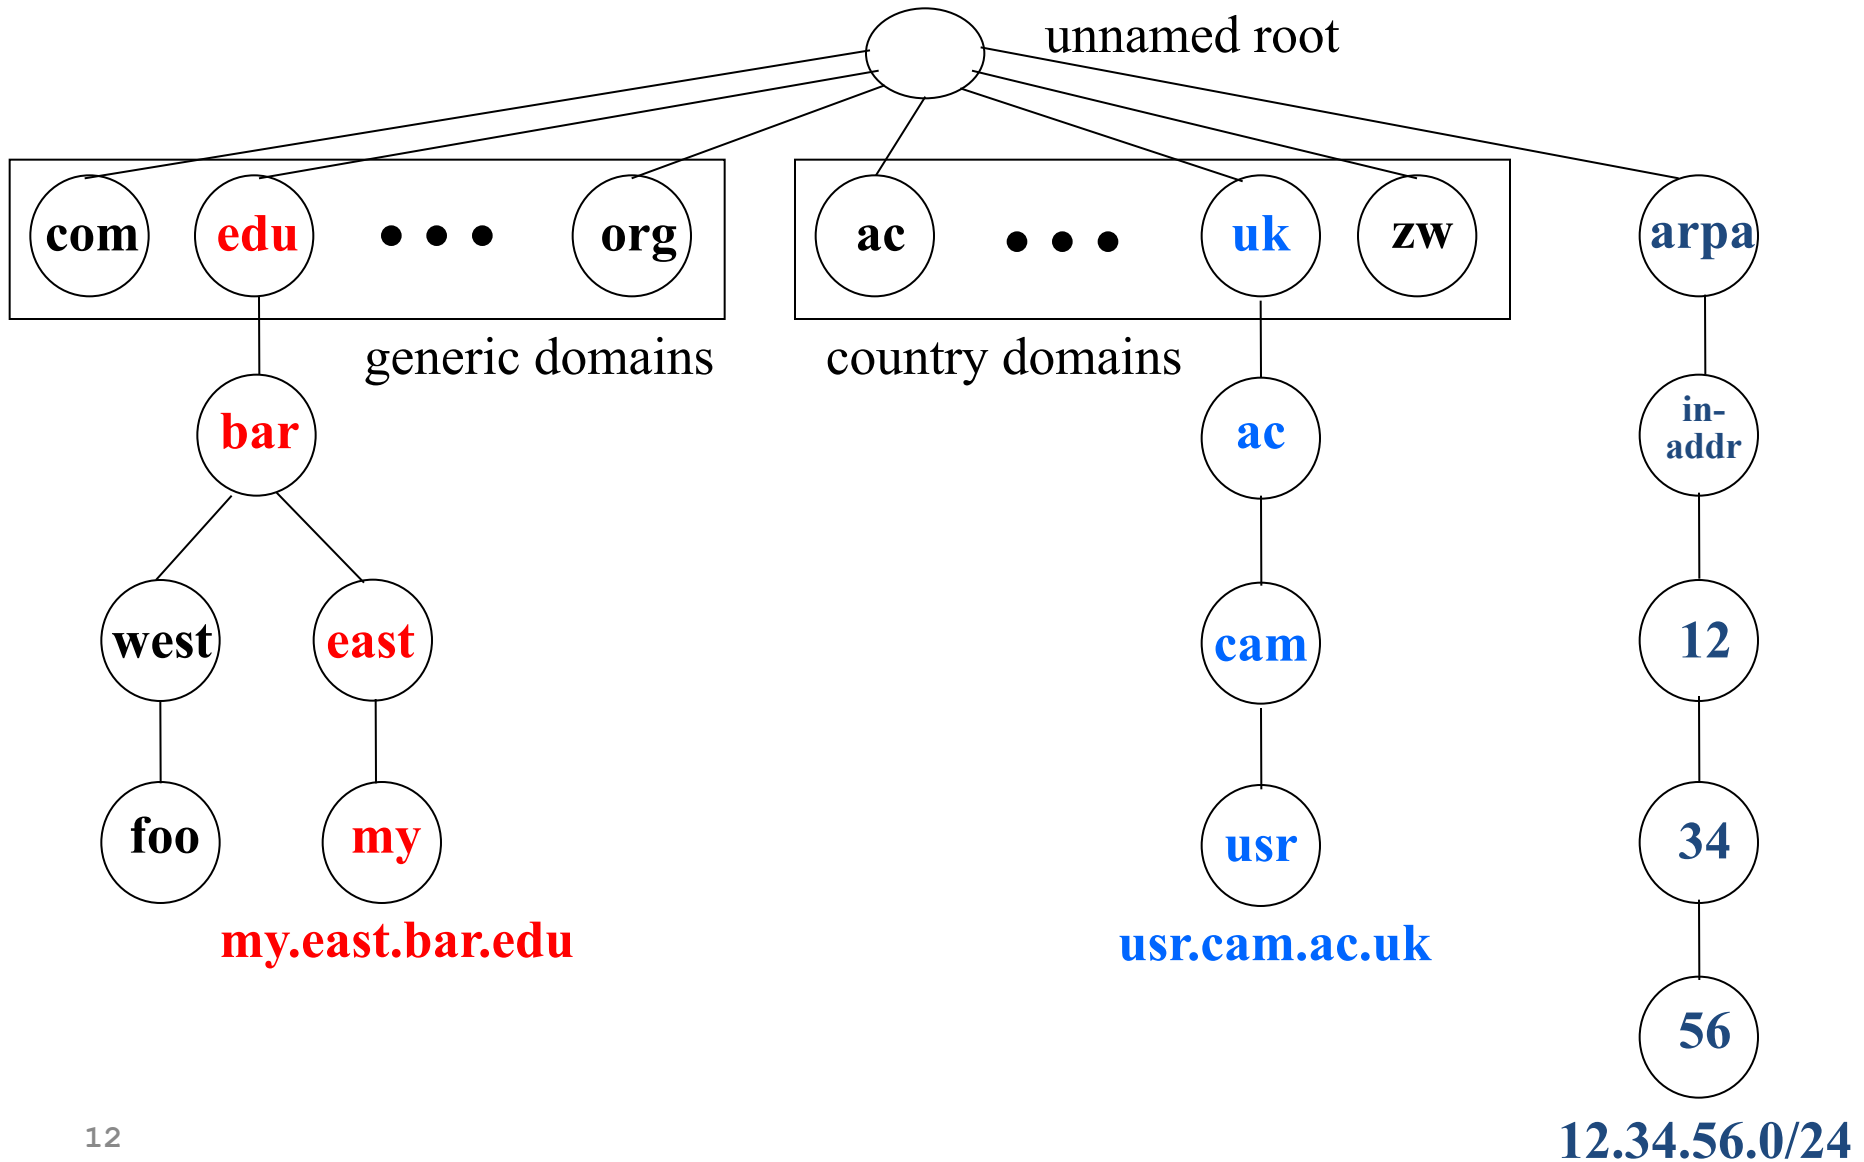 unnamed root
com edu ● ● ● org ac ● ● ● uk zw arpa
generic domains country domains
bar ac in-
addr
west east cam 12
foo my usr 34
my.east.bar.edu usr.cam.ac.uk
56
12 12.34.56.0/24